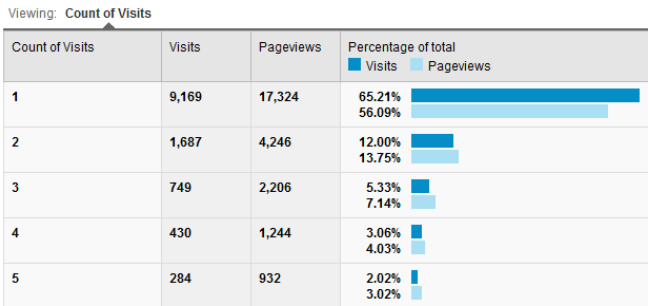 Viewing: Count of Visits
Count of Visits Visits Pageviews Percentage of total
Visits Pageviews
1 9,169 17,324 65.21%
56.09%
2 1,687 4,246 12.00%
13.75%
3 749 2,206 5.33%
7.14%
4 430 1,244 3.06%
4.03%
5 284 932 2.02%
3.02%